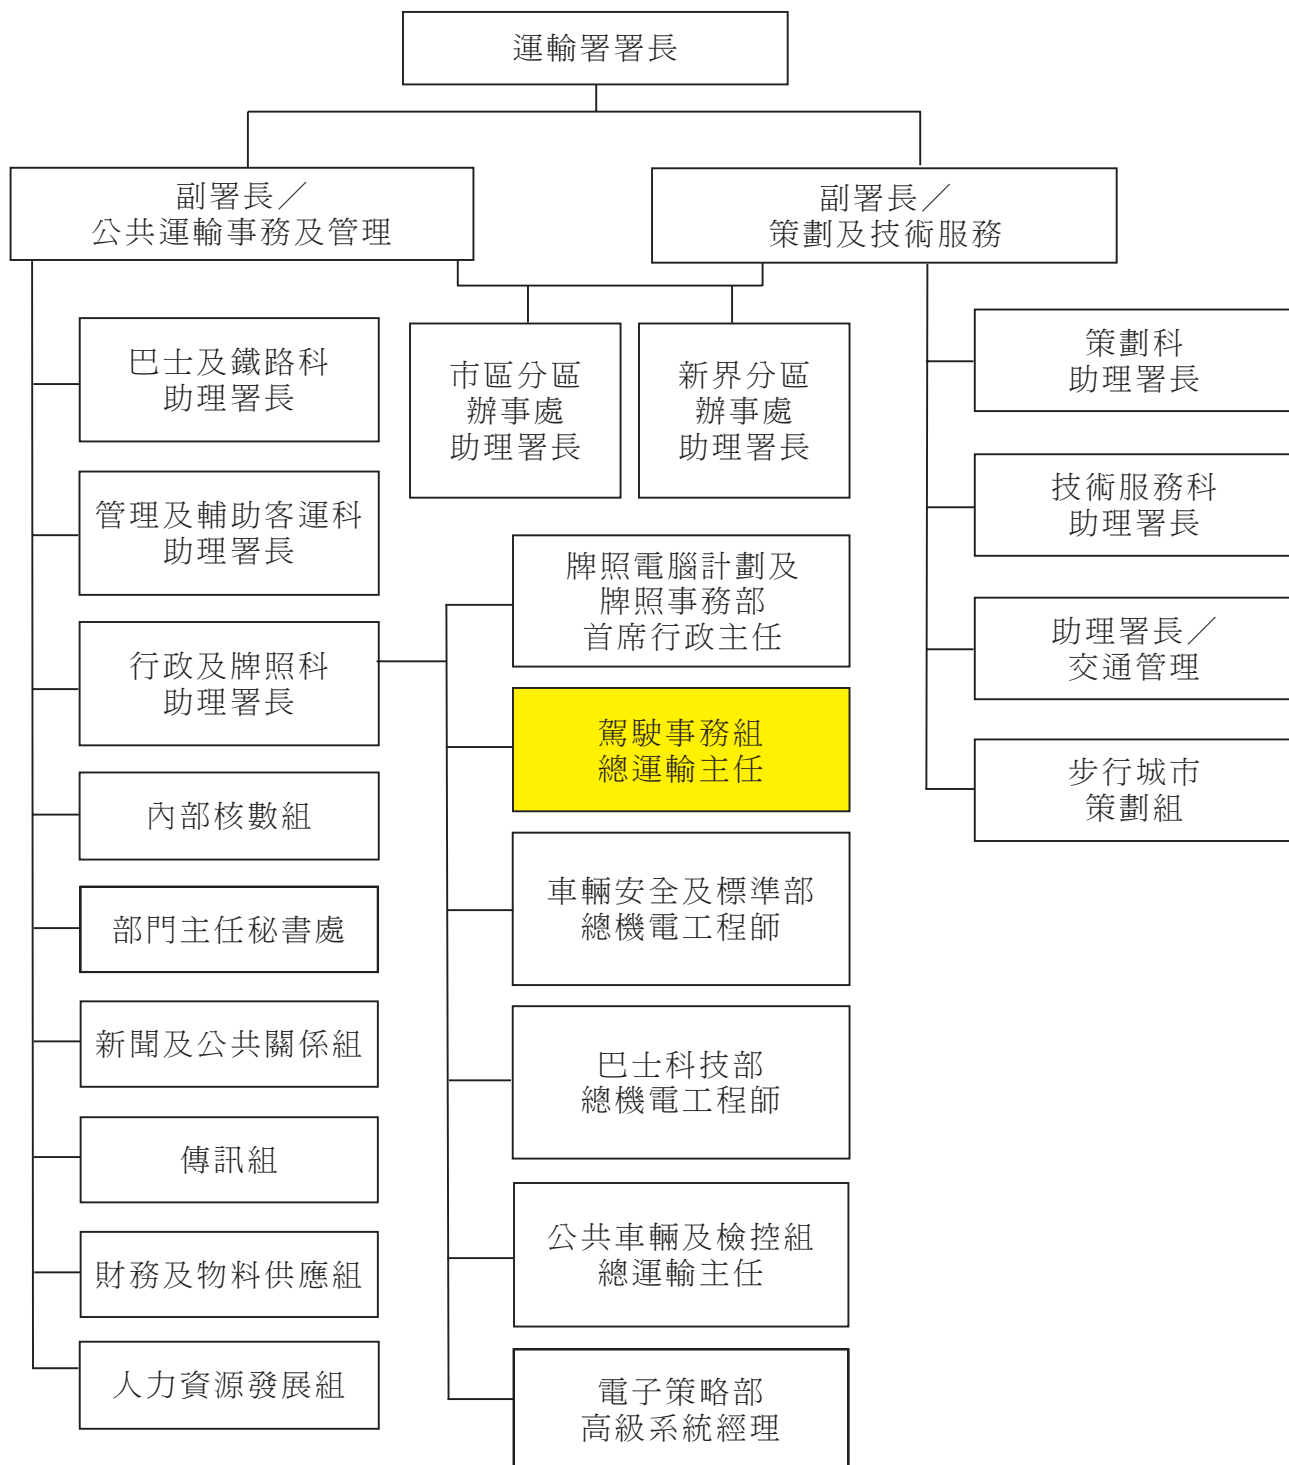 運輸署署長
副署長／
公共運輸事務及管理
副署長／
策劃及技術服務
巴士及鐵路科
助理署長
市區分區
辦事處
助理署長
新界分區
辦事處
助理署長
策劃科
助理署長
管理及輔助客運科
助理署長
技術服務科
助理署長
行政及牌照科
助理署長
牌照電腦計劃及
牌照事務部
首席行政主任
助理署長／
交通管理
駕駛事務組
總運輸主任
步行城市
策劃組
內部核數組
車輛安全及標準部
總機電工程師
部門主任秘書處
新聞及公共關係組
巴士科技部
總機電工程師
傳訊組
公共車輛及檢控組
總運輸主任
財務及物料供應組
人力資源發展組
電子策略部
高級系統經理